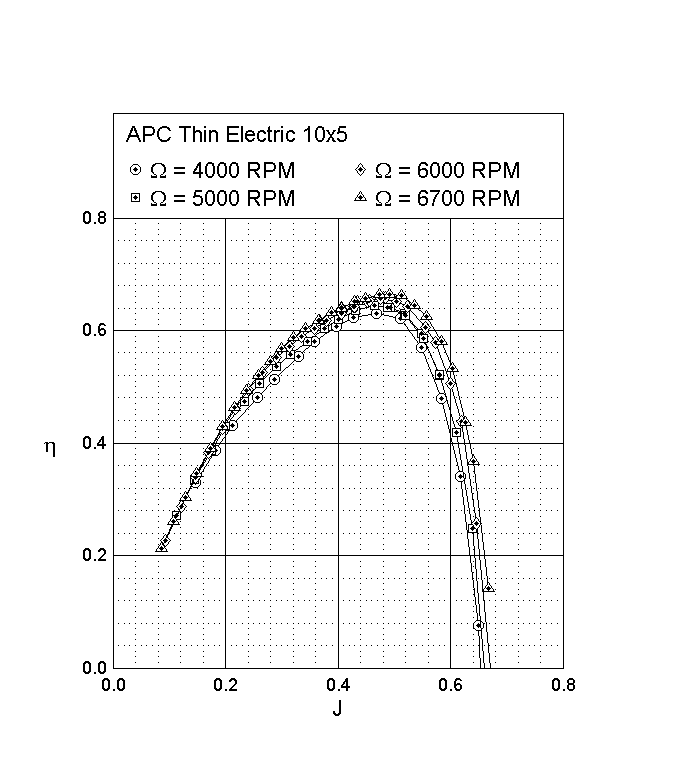 APC Thin Electric 10x5
Ω = 4000 RPM
Ω = 6000 RPM
Ω = 5000 RPM
Ω = 6700 RPM
0.8
0.6
0.4
η
0.2
0.0
0.0 0.2 0.4 0.6 0.8
J